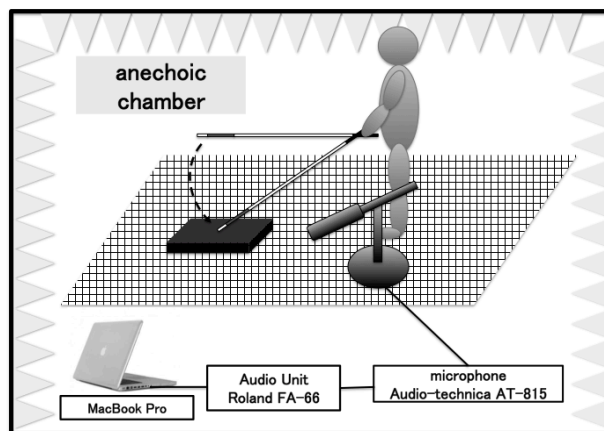 anechoic
chamber
MacBook Pro
Audio Unit
Roland FA-66
microphone
Audio-technica AT-815